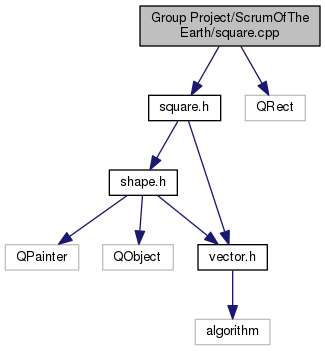 Group Project/ScrumOfThe
Earth/square.cpp
square.h
QRect
shape.h
QPainter
QObject
vector.h
algorithm